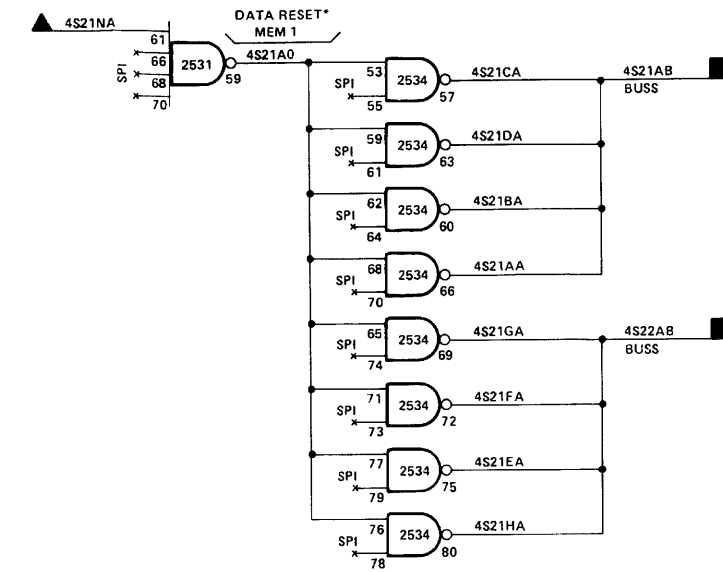 DATA RESET*
MEM 1
4S21NA
61
66
68
70
SPI
2531
59
4S21A0
53
SPI
55
2534
57
4S21CA
4S21AB
BUSS
59
SPI
61
2534
63
4S21DA
62
SPI
64
2534
60
4S21BA
68
SPI
70
2534
66
4S21AA
65
SPI
74
2534
69
4S21GA
4S22AB
BUSS
71
SPI
73
2534
72
4S21FA
77
SPI
79
2534
75
4S21EA
76
SPI
78
2534
80
4S21HA